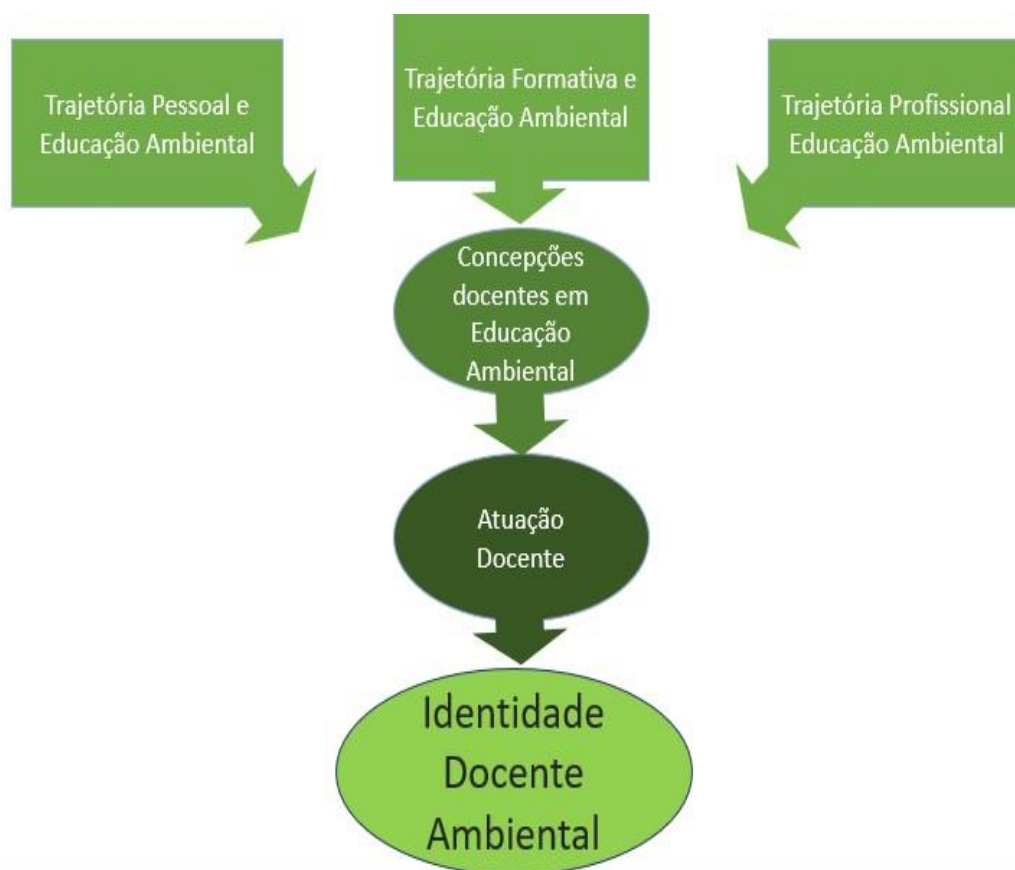 Trajetória Pessoal e
Educação Ambiental
Trajetória Formativa e
Educação Ambiental
Trajetória Profissional
Educação Ambiental
Concepções
docentes em
Educação
Ambiental
Atuação
Docente
Identidade
Docente
Ambiental